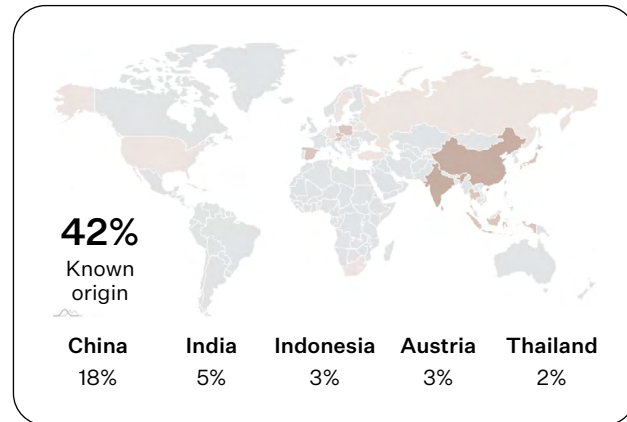 42%
Known
origin
China India Indonesia Austria Thailand
18% 5% 3% 3% 2%